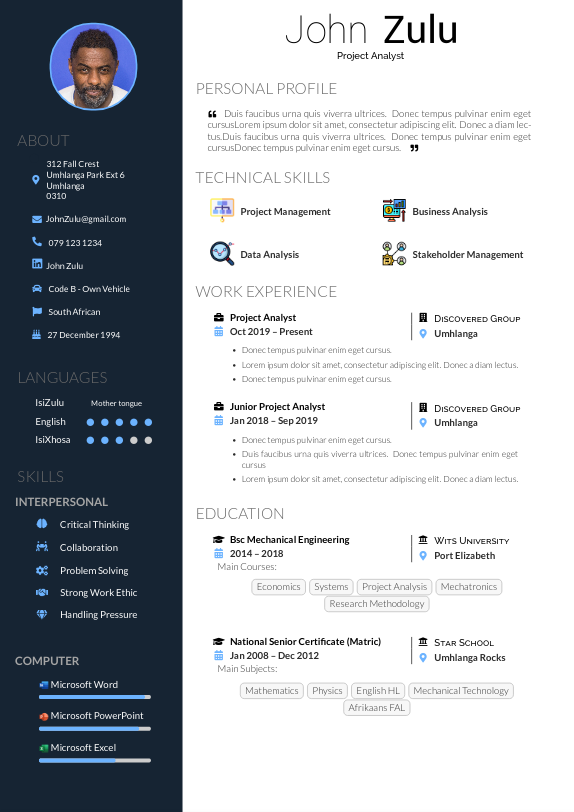 John Zulu
Project Analyst
ABOUT
312 Fall Crest
Umhlanga Park Ext 6
Umhlanga
0310
JohnZulu@gmail.com
079 123 1234
John Zulu
Code B - Own Vehicle
South African
27 December 1994
LANGUAGES
IsiZulu Mother tongue
English
IsiXhosa
SKILLS
INTERPERSONAL
Critical Thinking
Collaboration
Problem Solving
Strong Work Ethic
Handling Pressure
COMPUTER
Microsoft Word
Microsoft PowerPoint
Microsoft Excel
PERSONAL PROFILE
❝ Duis faucibus urna quis viverra ultrices. Donec tempus pulvinar enim eget
cursusLorem ipsum dolor sit amet, consectetur adipiscing elit. Donec a diam lec-
tus.Duis faucibus urna quis viverra ultrices. Donec tempus pulvinar enim eget
cursusDonec tempus pulvinar enim eget cursus. ❞
TECHNICAL SKILLS
Project Management Business Analysis
Data Analysis Stakeholder Management
WORK EXPERIENCE
Project Analyst Discovered Group
Oct 2019 – Present Umhlanga
• Donec tempus pulvinar enim eget cursus.
• Lorem ipsum dolor sit amet, consectetur adipiscing elit. Donec a diam lectus.
• Donec tempus pulvinar enim eget cursus.
Junior Project Analyst Discovered Group
Jan 2018 – Sep 2019 Umhlanga
• Donec tempus pulvinar enim eget cursus.
• Duis faucibus urna quis viverra ultrices. Donec tempus pulvinar enim eget
cursus
• Lorem ipsum dolor sit amet, consectetur adipiscing elit. Donec a diam lectus.
EDUCATION
Bsc Mechanical Engineering Wits University
2014 – 2018 Port Elizabeth
Main Courses:
Economics Systems Project Analysis Mechatronics
Research Methodology
National Senior Certificate (Matric) Star School
Jan 2008 – Dec 2012 Umhlanga Rocks
Main Subjects:
Mathematics Physics English HL Mechanical Technology
Afrikaans FAL